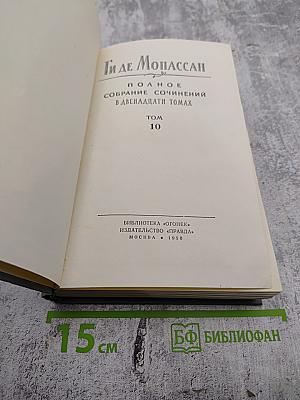 Ги де Мопассан
ПОЛНОЕ
СОБРАНИЕ СОЧИНЕНИЙ
В ДВЕНАДЦАТИ ТОМАХ
ТОМ
10
БИБЛИОТЕКА «ОГОНЕК»
ИЗДАТЕЛЬСТВО «ПРАВДА»
МОСКВА • 1958
15 см
БФ БИБЛИОФАН